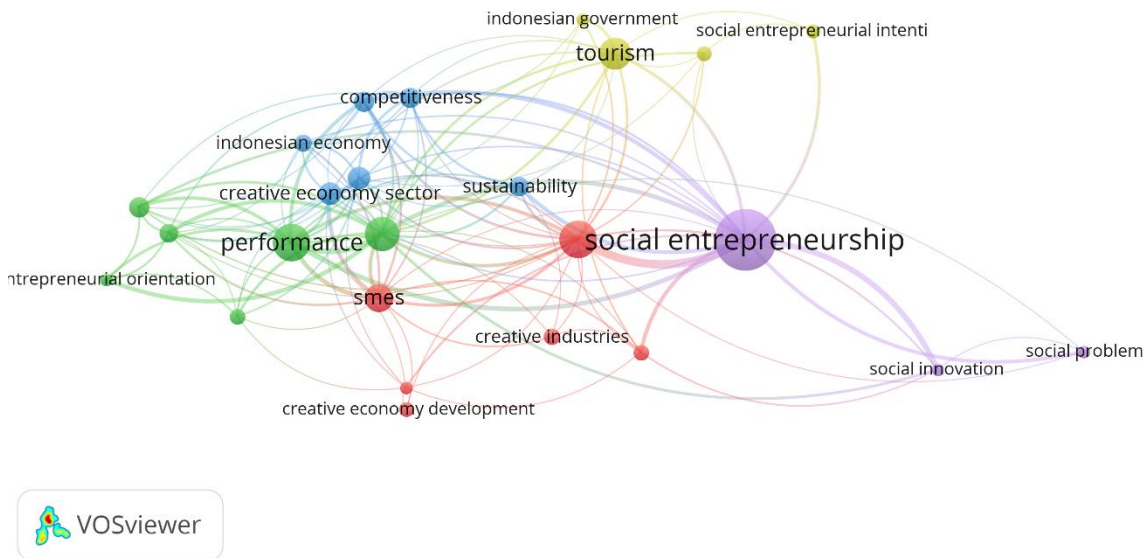 indonesian government
social entrepreneurial intenti
tourism
competitiveness
indonesian economy
creative economy sector
sustainability
performance
social entrepreneurship
ntrepreneurial orientation
smes
creative industries
social problem
social innovation
creative economy development
VOSviewer